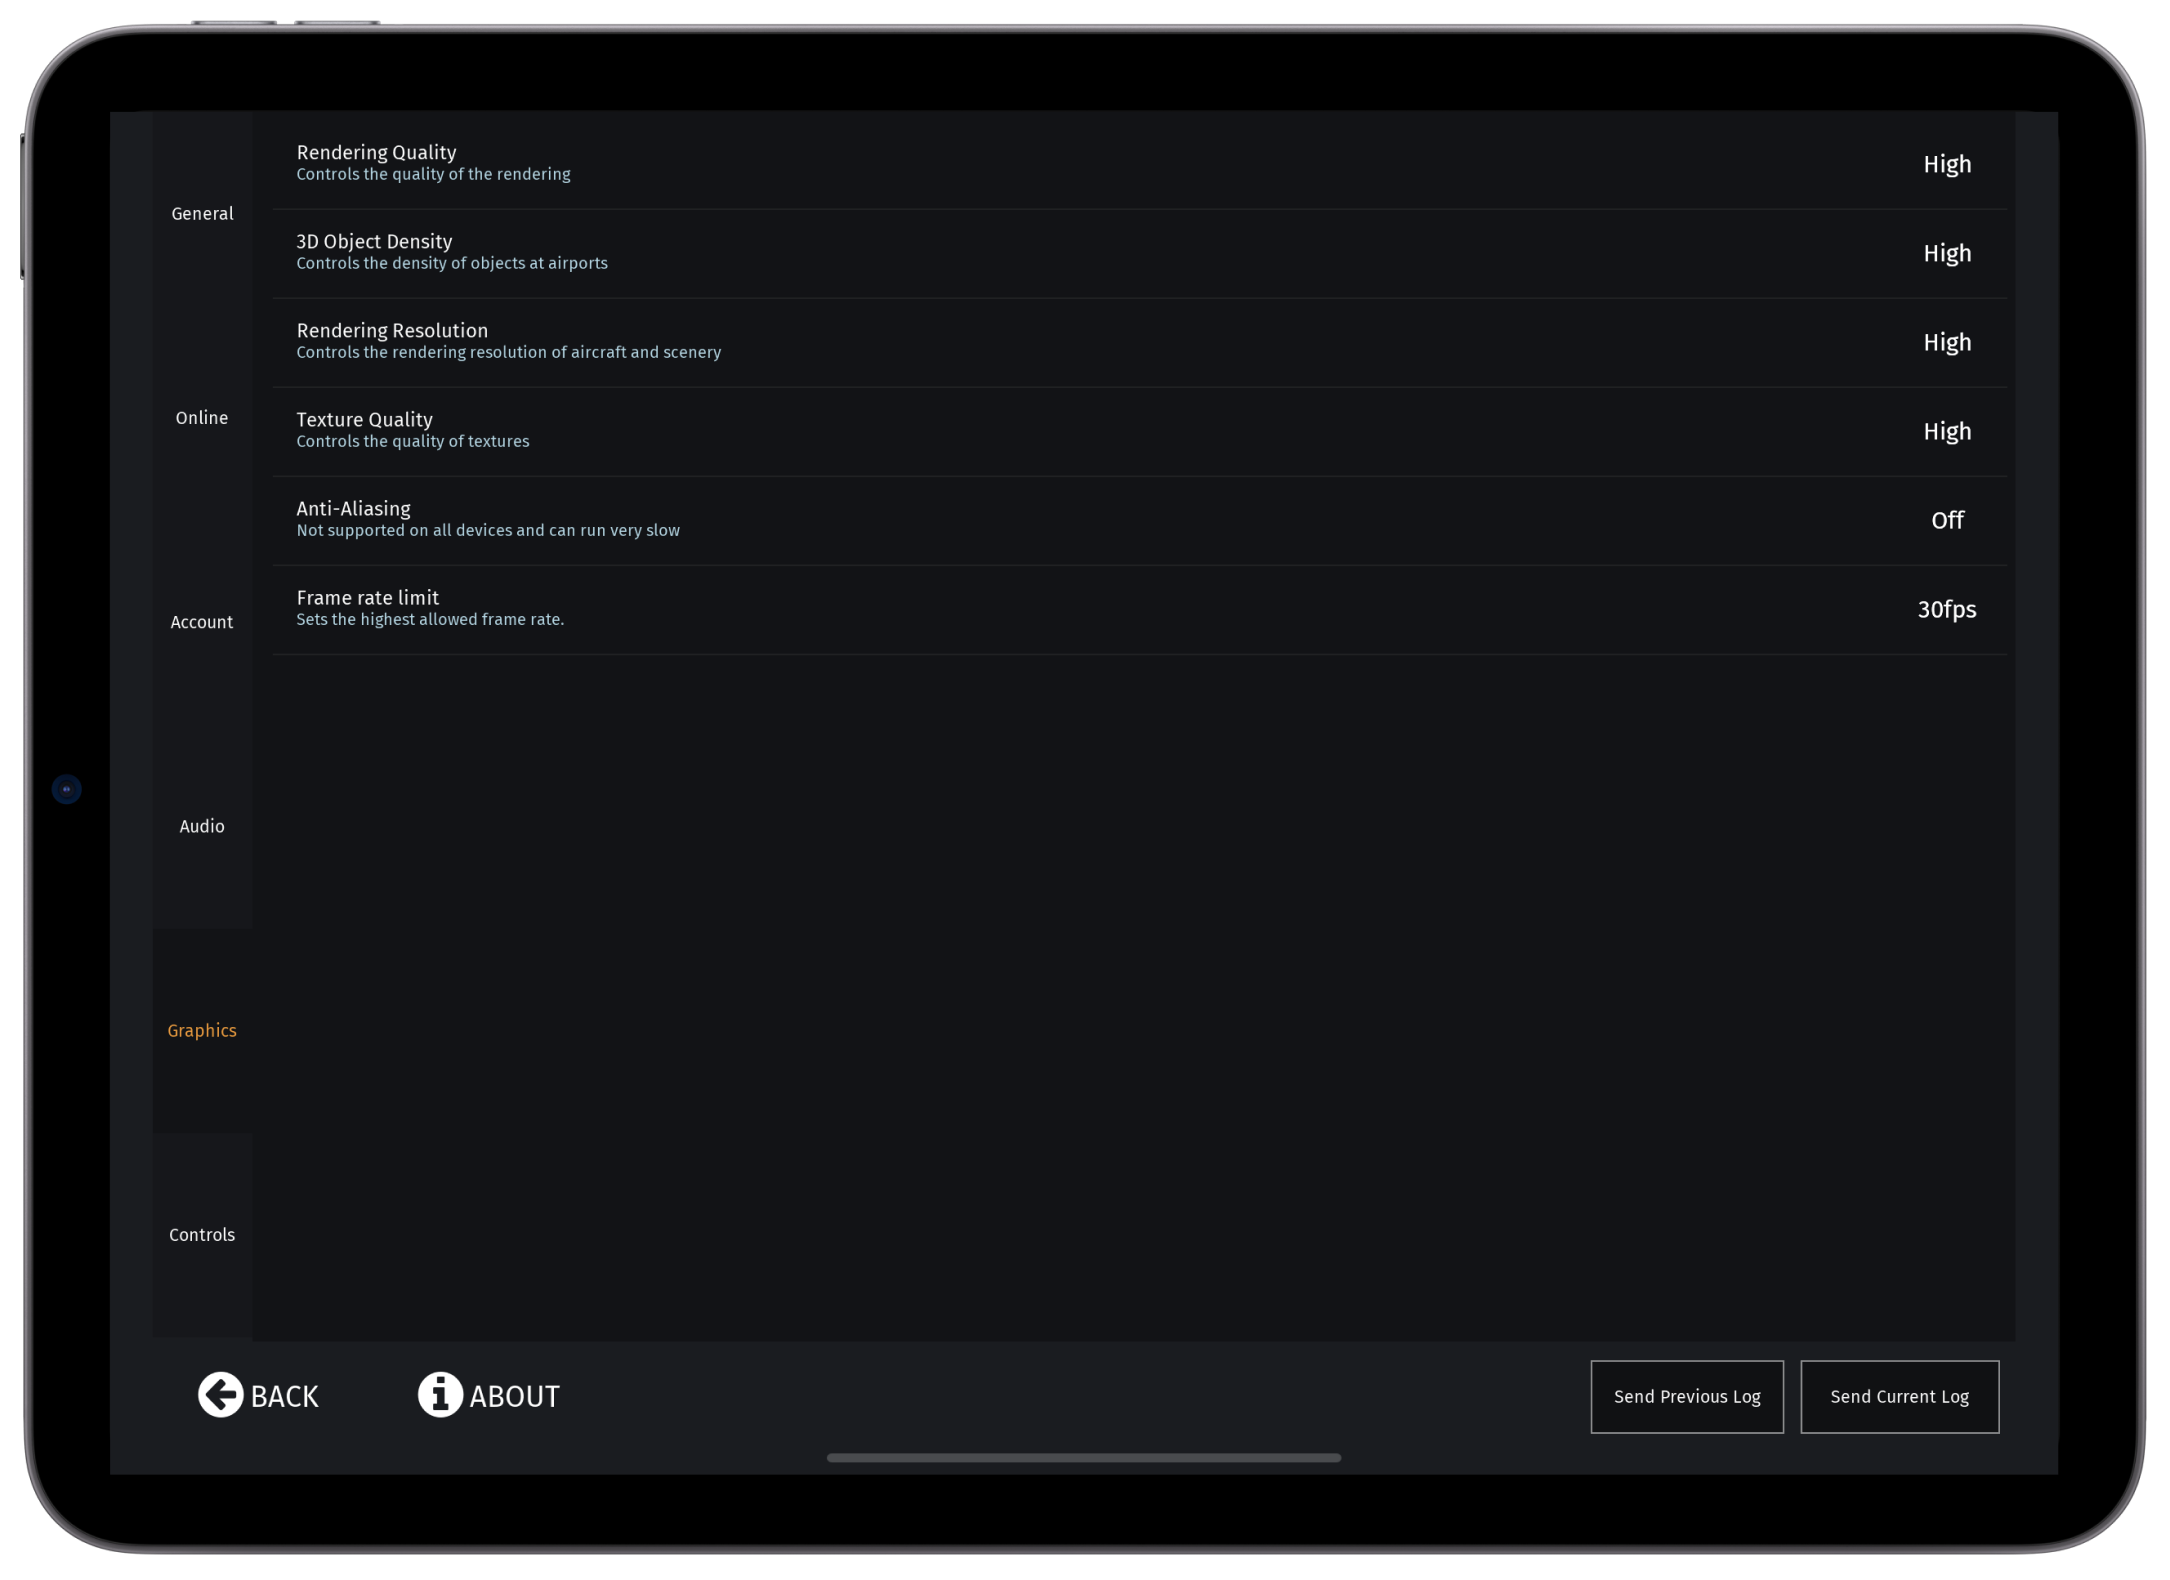 General
Online
Account
Audio
Graphics
Controls
Rendering Quality
Controls the quality of the rendering
High
3D Object Density
Controls the density of objects at airports
High
Rendering Resolution
Controls the rendering resolution of aircraft and scenery
High
Texture Quality
Controls the quality of textures
High
Anti-Aliasing
Not supported on all devices and can run very slow
Off
Frame rate limit
Sets the highest allowed frame rate.
30fps
BACK
ABOUT
Send Previous Log
Send Current Log